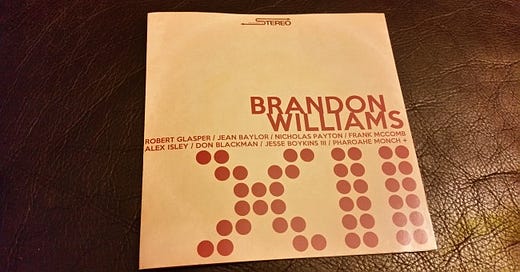 STEREO
BRANDON
WILLIAMS
ROBERT GLASPER / JEAN BAYLOR / NICHOLAS PAYTON / FRANK MCCOMB
ALEX ISLEY / DON BLACKMAN / JESSE BOYKINS III / PHAROAHE MONCH +
XII